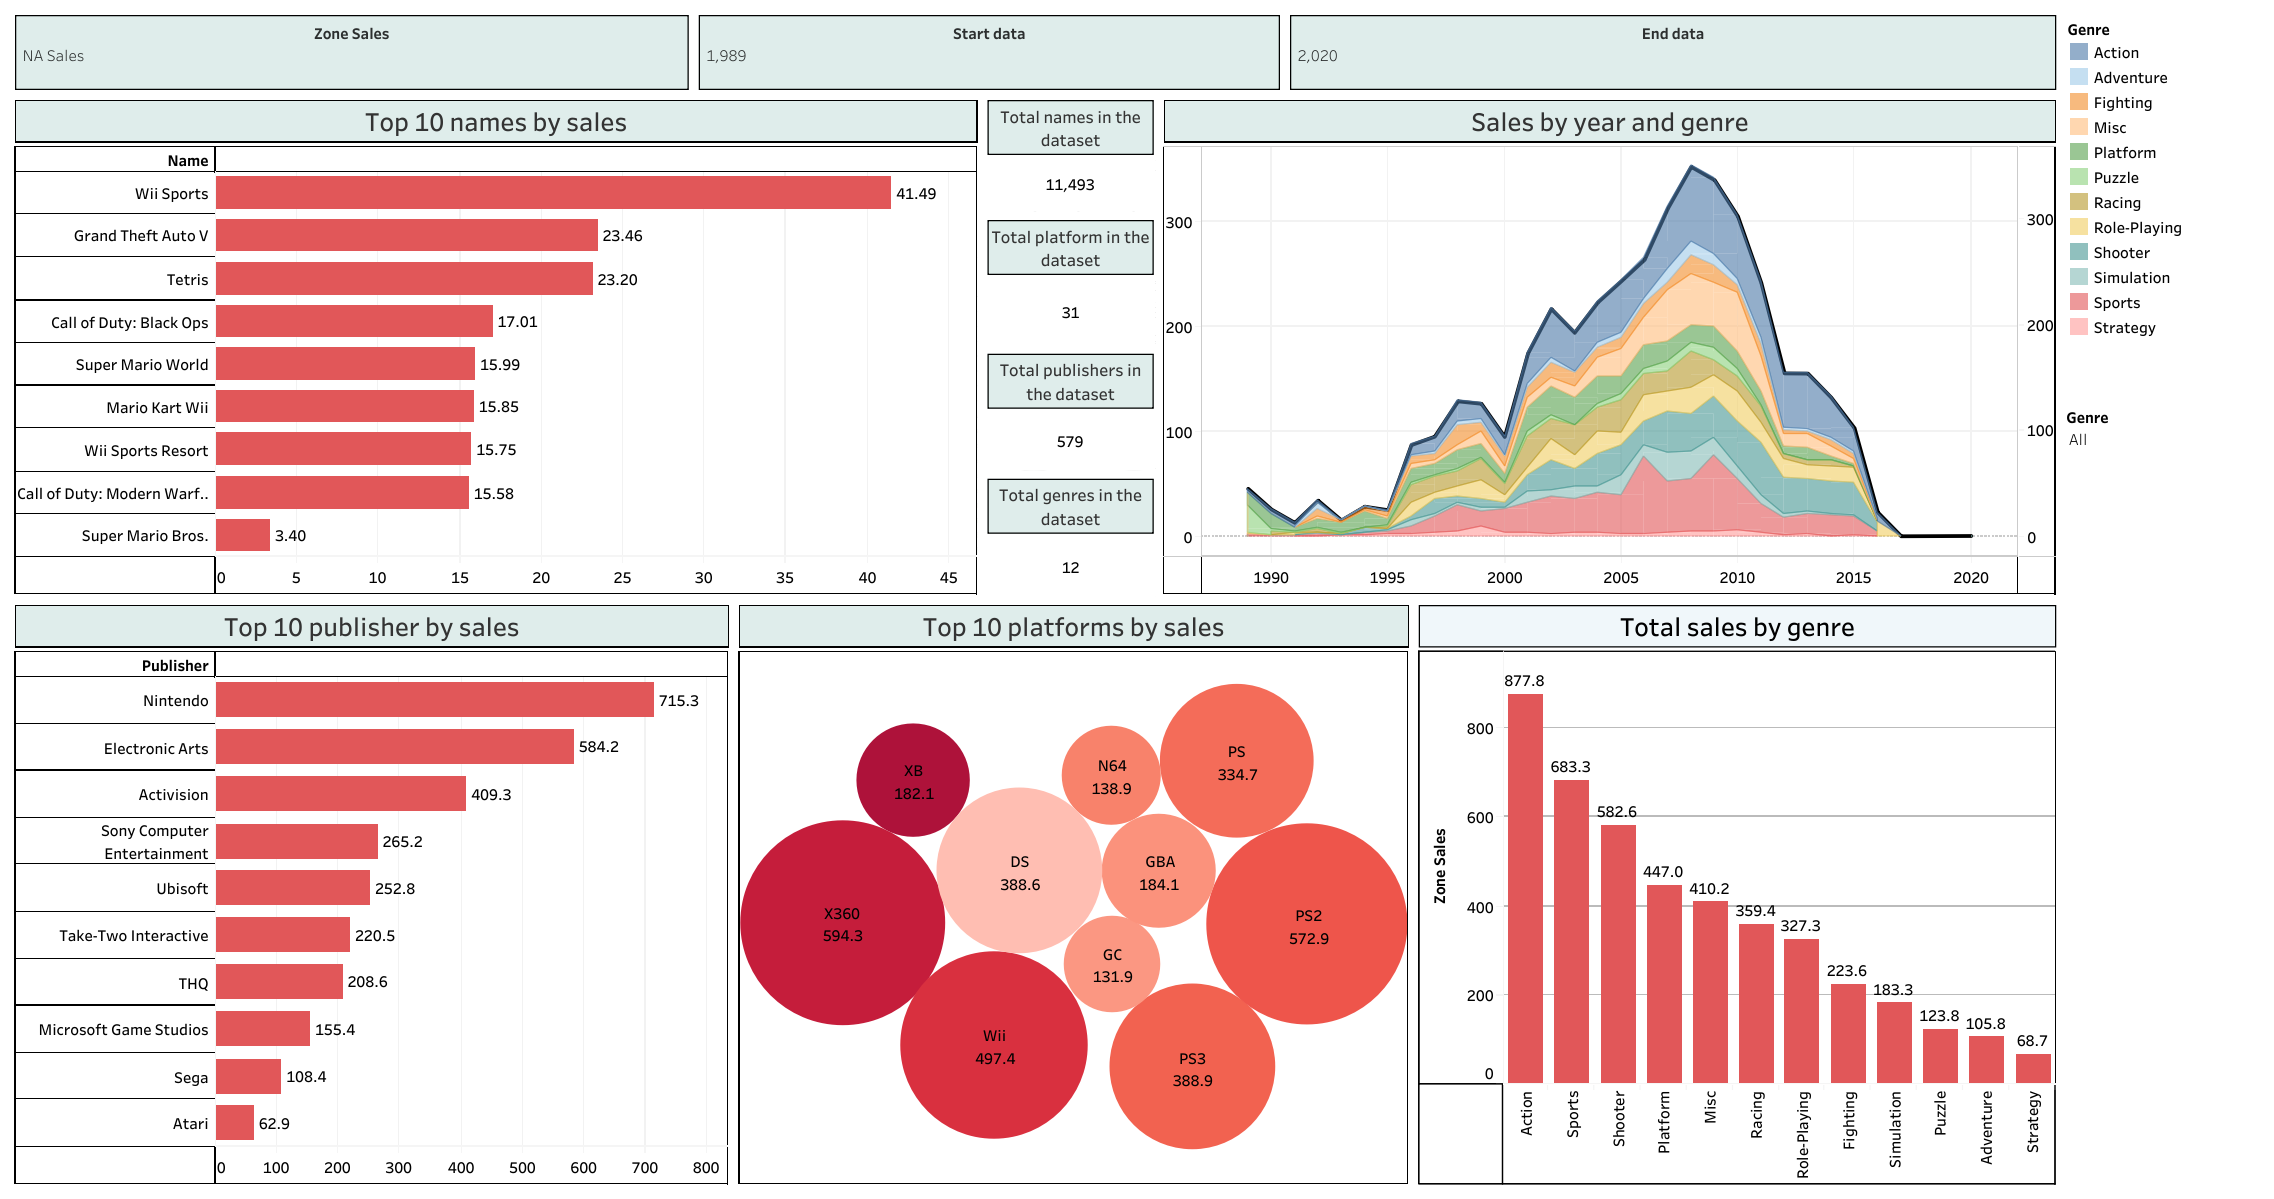 Zone Sales
NA Sales
Start data
1,989
End data
2,020
Genre
Action
Adventure
Fighting
Misc
Platform
Puzzle
Racing
Role-Playing
Shooter
Simulation
Sports
Strategy
Genre
All
Top 10 names by sales
Name
Wii Sports 41.49
Grand Theft Auto V 23.46
Tetris 23.20
Call of Duty: Black Ops 17.01
Super Mario World 15.99
Mario Kart Wii 15.85
Wii Sports Resort 15.75
Call of Duty: Modern Warf.. 15.58
Super Mario Bros. 3.40
0 5 10 15 20 25 30 35 40 45
Total names in the
dataset
11,493
Total platform in the
dataset
31
Total publishers in
the dataset
579
Total genres in the
dataset
12
Sales by year and genre
300 300
200 200
100 100
0 0
1990 1995 2000 2005 2010 2015 2020
Top 10 publisher by sales
Publisher
Nintendo 715.3
Electronic Arts 584.2
Activision 409.3
Sony Computer
Entertainment 265.2
Ubisoft 252.8
Take-Two Interactive 220.5
THQ 208.6
Microsoft Game Studios 155.4
Sega 108.4
Atari 62.9
0 100 200 300 400 500 600 700 800
Top 10 platforms by sales
XB
182.1
N64
138.9
PS
334.7
DS
388.6
GBA
184.1
X360
594.3
PS2
572.9
GC
131.9
Wii
497.4
PS3
388.9
Total sales by genre
Zone Sales
800
600
400
200
0
877.8
683.3
582.6
447.0
410.2
359.4
327.3
223.6
183.3
123.8
105.8
68.7
Action
Sports
Shooter
Platform
Misc
Racing
Role-Playing
Fighting
Simulation
Puzzle
Adventure
Strategy